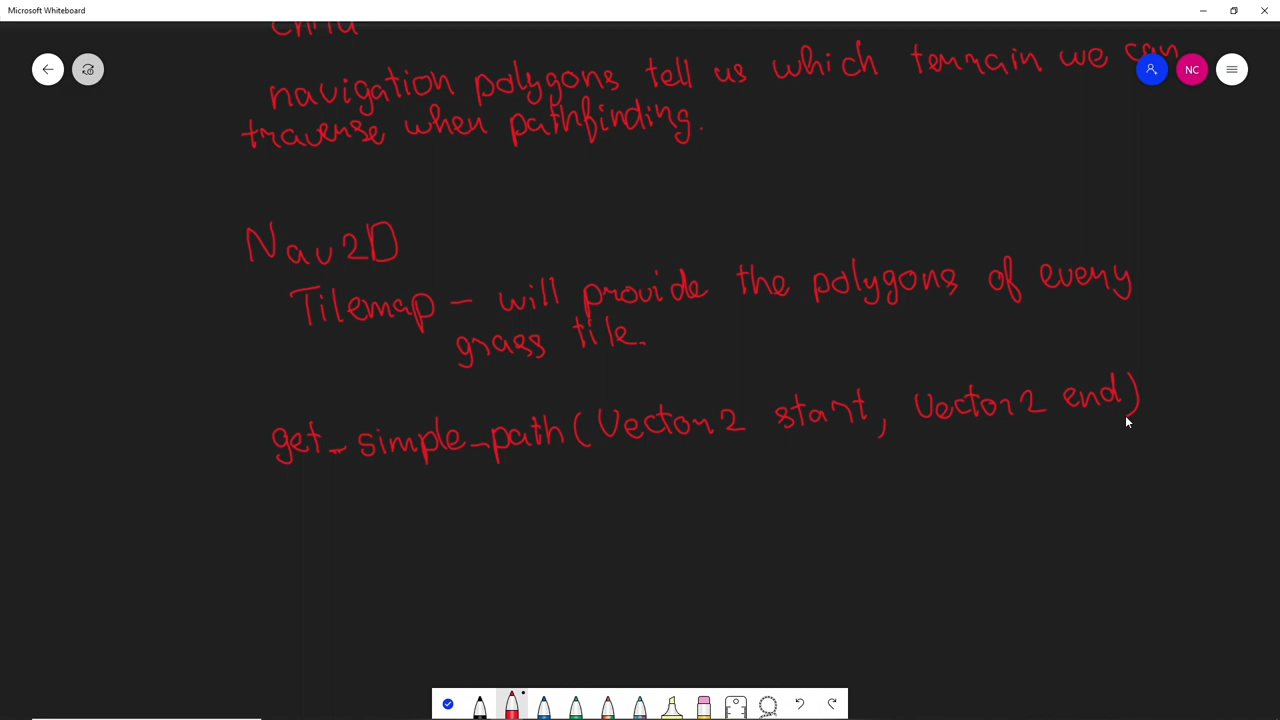 Microsoft Whiteboard
child
NC
navigation polygons tell us which terrain we can
traverse when pathfinding.
Nav2D
Tilemap - will provide the polygons of every
grass tile.
get_simple_path(Vector2 start, Vector2 end)